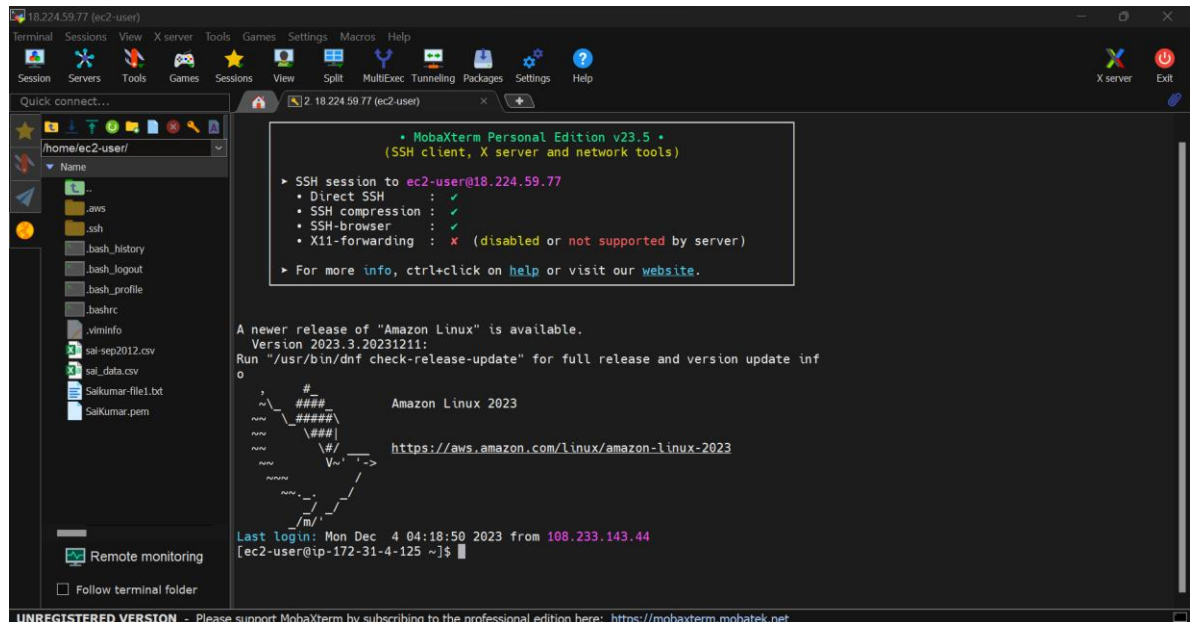 18.224.59.77 (ec2-user)
Terminal Sessions View X server Tools Games Settings Macros Help
Session Servers Tools Games Sessions View Split MultiExec Tunneling Packages Settings Help X server Exit
Quick connect...
2. 18.224.59.77 (ec2-user)
/home/ec2-user/
Name
..
.aws
.ssh
.bash_history
.bash_logout
.bash_profile
.bashrc
.viminfo
sai-sep2012.csv
sai_data.csv
Saikumar-file1.txt
SaiKumar.pem
Remote monitoring
Follow terminal folder
• MobaXterm Personal Edition v23.5 •
(SSH client, X server and network tools)
➤ SSH session to ec2-user@18.224.59.77
• Direct SSH : ✔
• SSH compression : ✔
• SSH-browser : ✔
• X11-forwarding : ✘ (disabled or not supported by server)
➤ For more info, ctrl+click on help or visit our website.
A newer release of "Amazon Linux" is available.
Version 2023.3.20231211:
Run "/usr/bin/dnf check-release-update" for full release and version update inf
o
   ,     #_
   ~\_  ####_        Amazon Linux 2023
  ~~  \_#####\
  ~~     \###|
  ~~       \#/ ___   https://aws.amazon.com/linux/amazon-linux-2023
   ~~       V~' '->
    ~~~         /
      ~~._.   _/
         _/ _/
       _/m/'
Last login: Mon Dec  4 04:18:50 2023 from 108.233.143.44
[ec2-user@ip-172-31-4-125 ~]$
UNREGISTERED VERSION - Please support MobaXterm by subscribing to the professional edition here: https://mobaxterm.mobatek.net